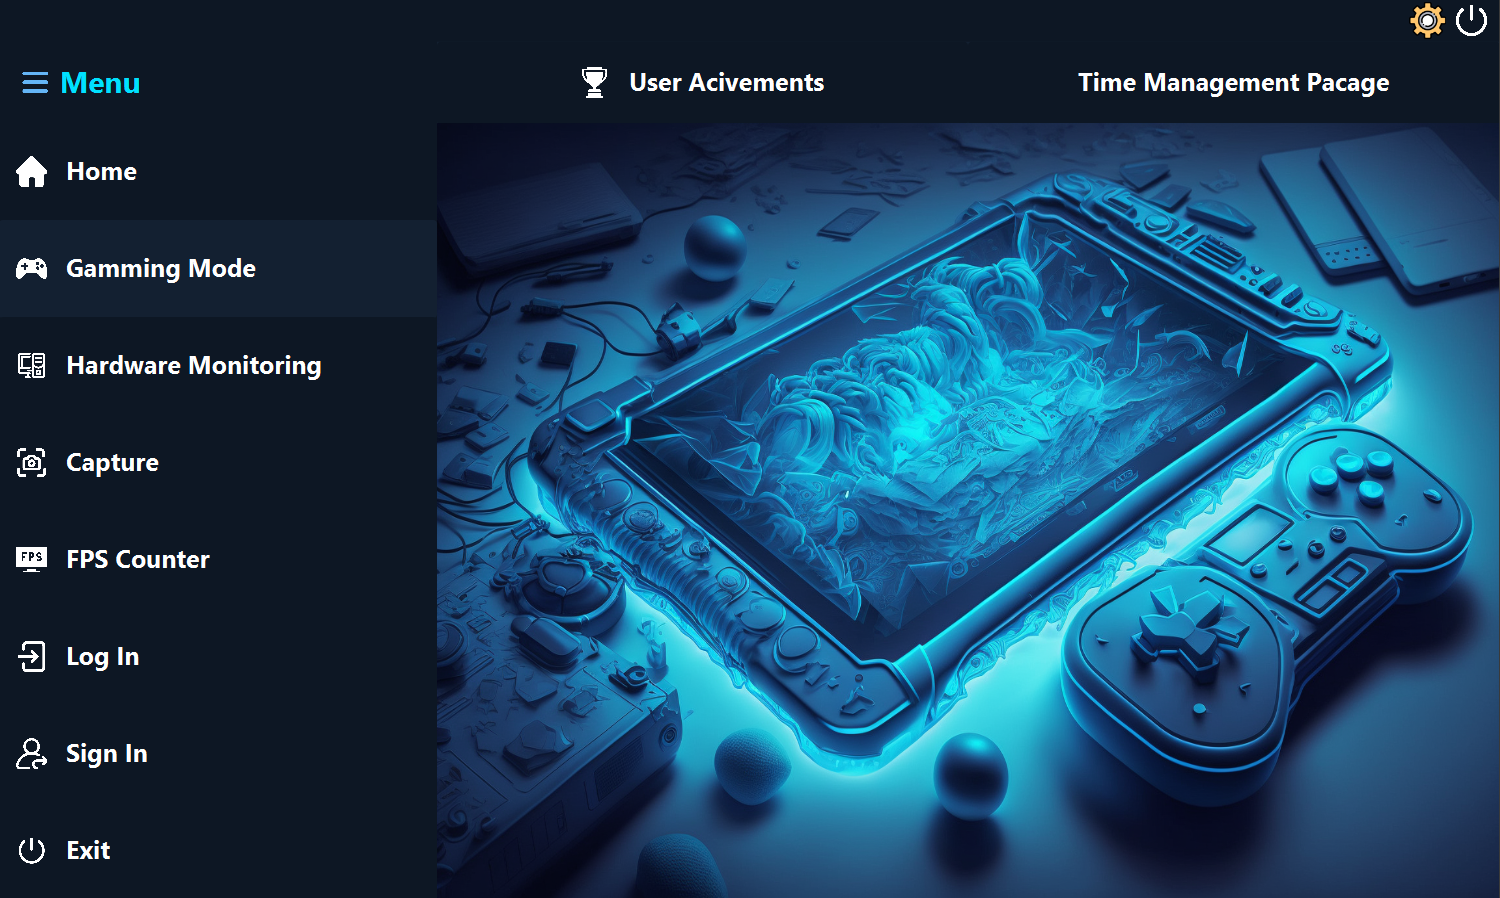 Menu
User Acivements
Time Management Pacage
Home
Gamming Mode
Hardware Monitoring
Capture
FPS
FPS Counter
Log In
Sign In
Exit